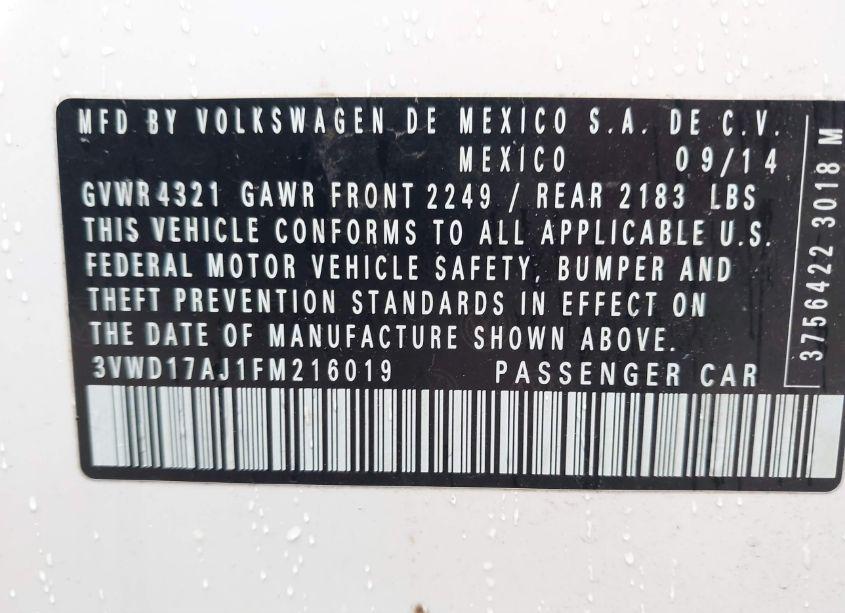 MFD BY VOLKSWAGEN DE MEXICO S.A. DE C.V.
MEXICO 09/14
GVWR4321 GAWR FRONT 2249 / REAR 2183 LBS
THIS VEHICLE CONFORMS TO ALL APPLICABLE U.S.
FEDERAL MOTOR VEHICLE SAFETY, BUMPER AND
THEFT PREVENTION STANDARDS IN EFFECT ON
THE DATE OF MANUFACTURE SHOWN ABOVE.
3VWD17AJ1FM216019 PASSENGER CAR
3756422 3018 M